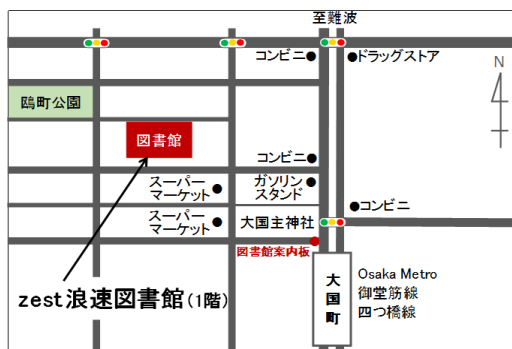 至難波
コンビニ
ドラッグストア
N
鴎町公園
図書館
コンビニ
スーパー
マーケット
ガソリン
スタンド
コンビニ
スーパー
マーケット
大国主神社
図書館案内板
zest浪速図書館(1階)
大国町
Osaka Metro
御堂筋線
四つ橋線